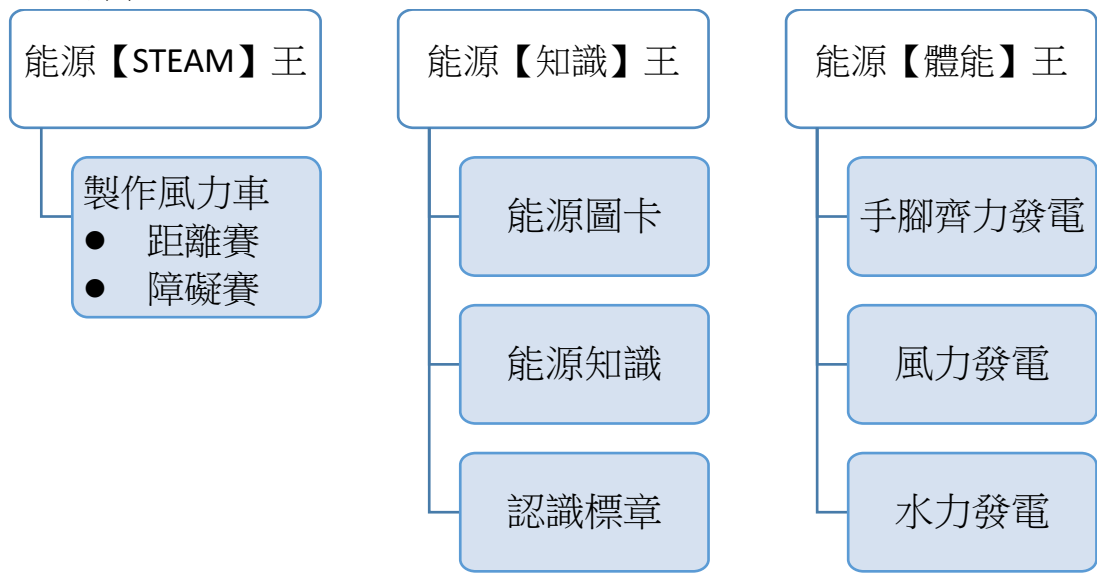 能源【STEAM】王
製作風力車
● 距離賽
● 障礙賽
能源【知識】王
能源圖卡
能源知識
認識標章
能源【體能】王
手腳齊力發電
風力發電
水力發電